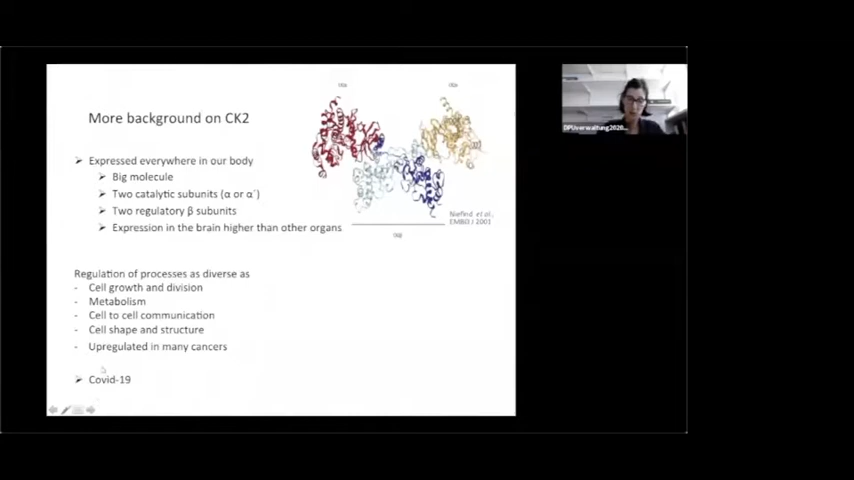 More background on CK2
Expressed everywhere in our body
Big molecule
Two catalytic subunits (α or α´)
Two regulatory β subunits
Expression in the brain higher than other organs
Niefind et al.,
EMBO J 2001
Regulation of processes as diverse as
- Cell growth and division
- Metabolism
- Cell to cell communication
- Cell shape and structure
- Upregulated in many cancers
Covid-19